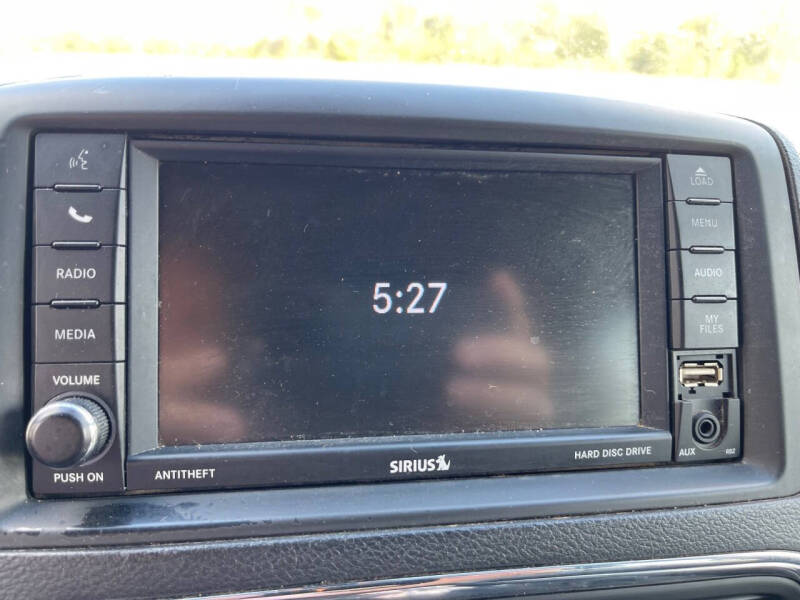 RADIO
MEDIA
VOLUME
PUSH ON
5:27
ANTITHEFT
SIRIUS
HARD DISC DRIVE
LOAD
MENU
AUDIO
MY
FILES
AUX